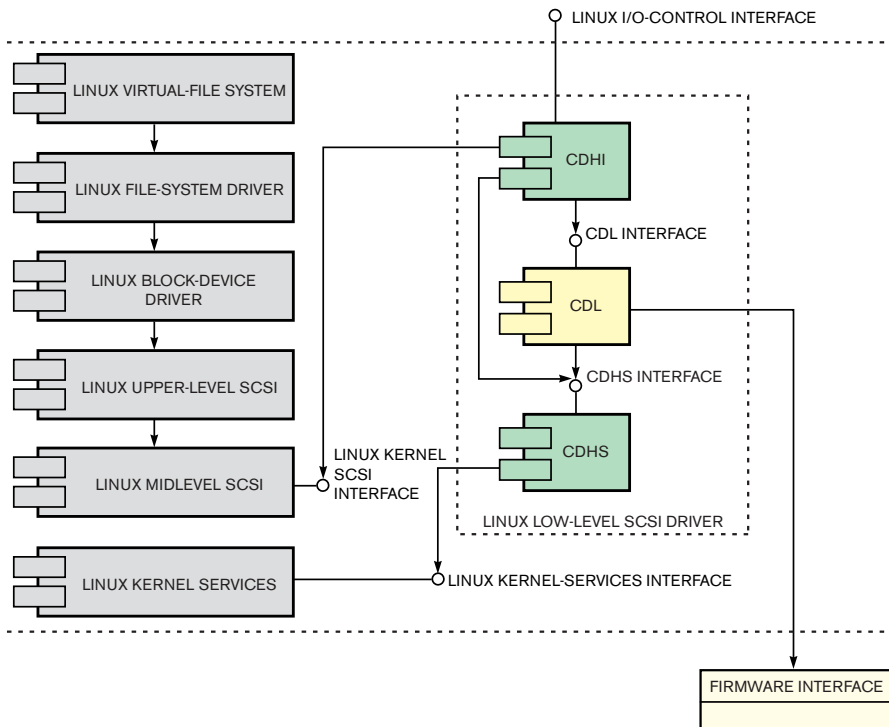 LINUX I/O-CONTROL INTERFACE
LINUX VIRTUAL-FILE SYSTEM
LINUX FILE-SYSTEM DRIVER
LINUX BLOCK-DEVICE
DRIVER
LINUX UPPER-LEVEL SCSI
LINUX MIDLEVEL SCSI
LINUX KERNEL SERVICES
LINUX KERNEL
SCSI
INTERFACE
CDHI
CDL INTERFACE
CDL
CDHS INTERFACE
CDHS
LINUX LOW-LEVEL SCSI DRIVER
LINUX KERNEL-SERVICES INTERFACE
FIRMWARE INTERFACE